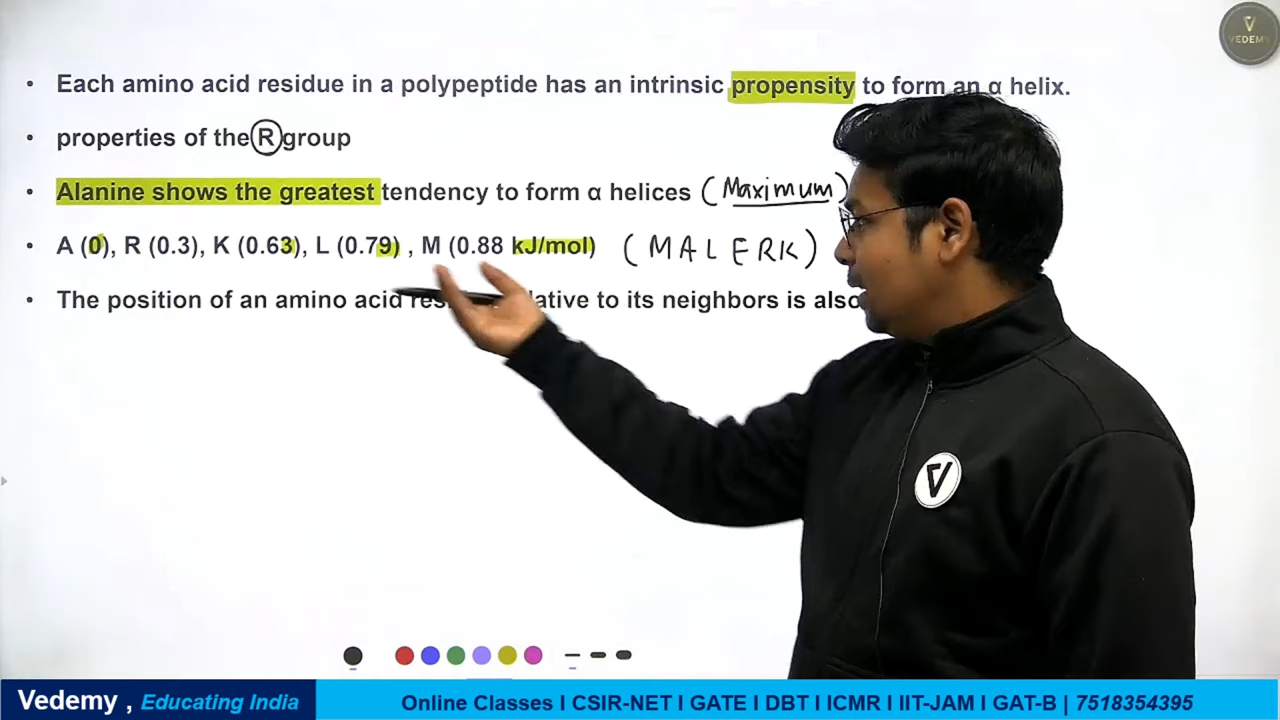 VEDEMY
Each amino acid residue in a polypeptide has an intrinsic propensity to form an α helix.
properties of the R group
Alanine shows the greatest tendency to form α helices (Maximum)
A (0), R (0.3), K (0.63), L (0.79) , M (0.88 kJ/mol) (MALERK)
The position of an amino acid lative to its neighbors is also
Vedemy , Educating India
Online Classes I CSIR-NET I GATE I DBT I ICMR I IIT-JAM I GAT-B | 7518354395